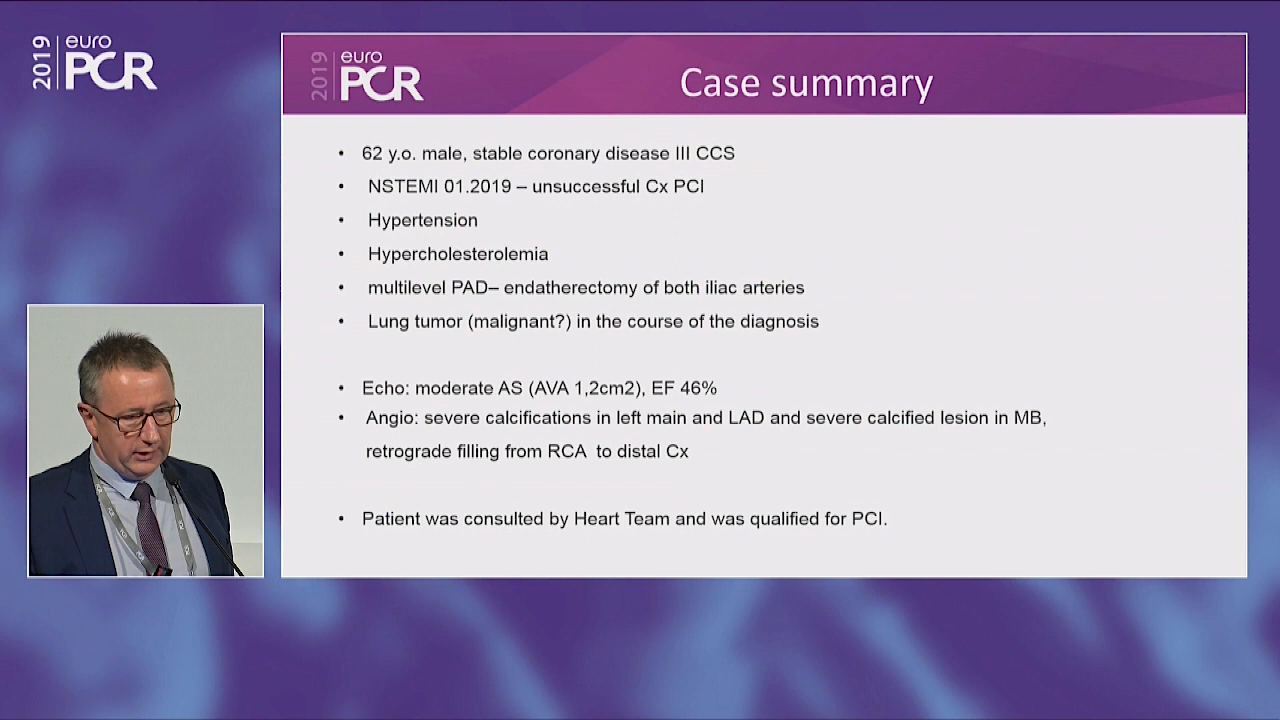 2019 euro PCR
2019 euro PCR
Case summary
• 62 y.o. male, stable coronary disease III CCS
• NSTEMI 01.2019 – unsuccessful Cx PCI
• Hypertension
• Hypercholesterolemia
• multilevel PAD– endatherectomy of both iliac arteries
• Lung tumor (malignant?) in the course of the diagnosis
• Echo: moderate AS (AVA 1,2cm2), EF 46%
• Angio: severe calcifications in left main and LAD and severe calcified lesion in MB,
retrograde filling from RCA to distal Cx
• Patient was consulted by Heart Team and was qualified for PCI.